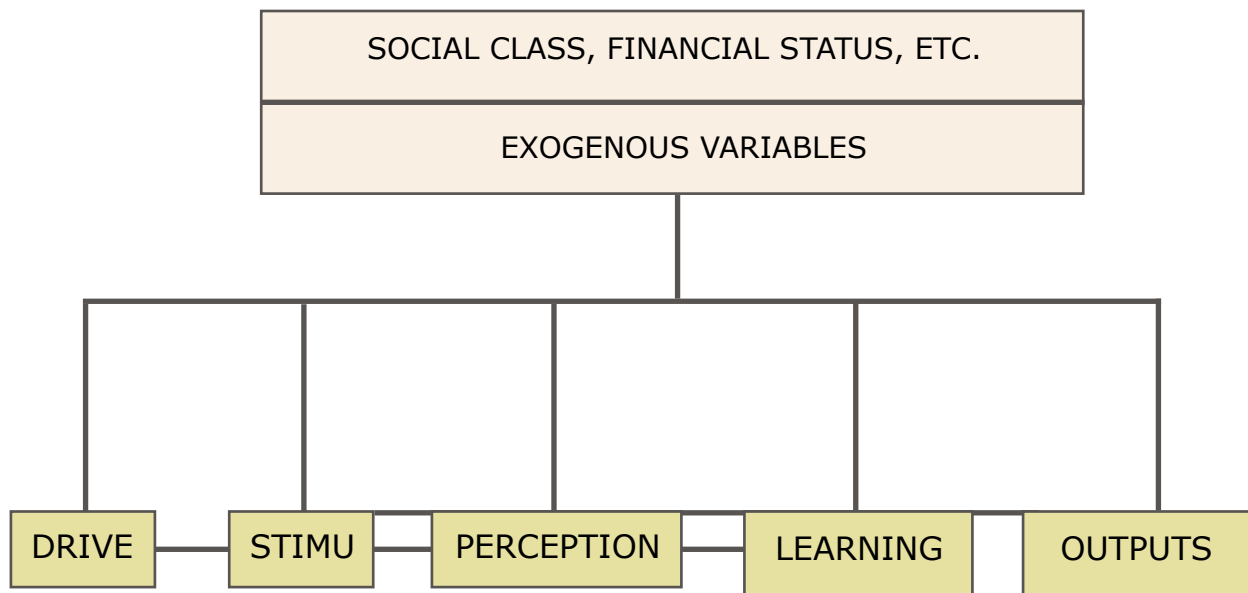 SOCIAL CLASS, FINANCIAL STATUS, ETC.
EXOGENOUS VARIABLES
DRIVE
STIMU
PERCEPTION
LEARNING
OUTPUTS